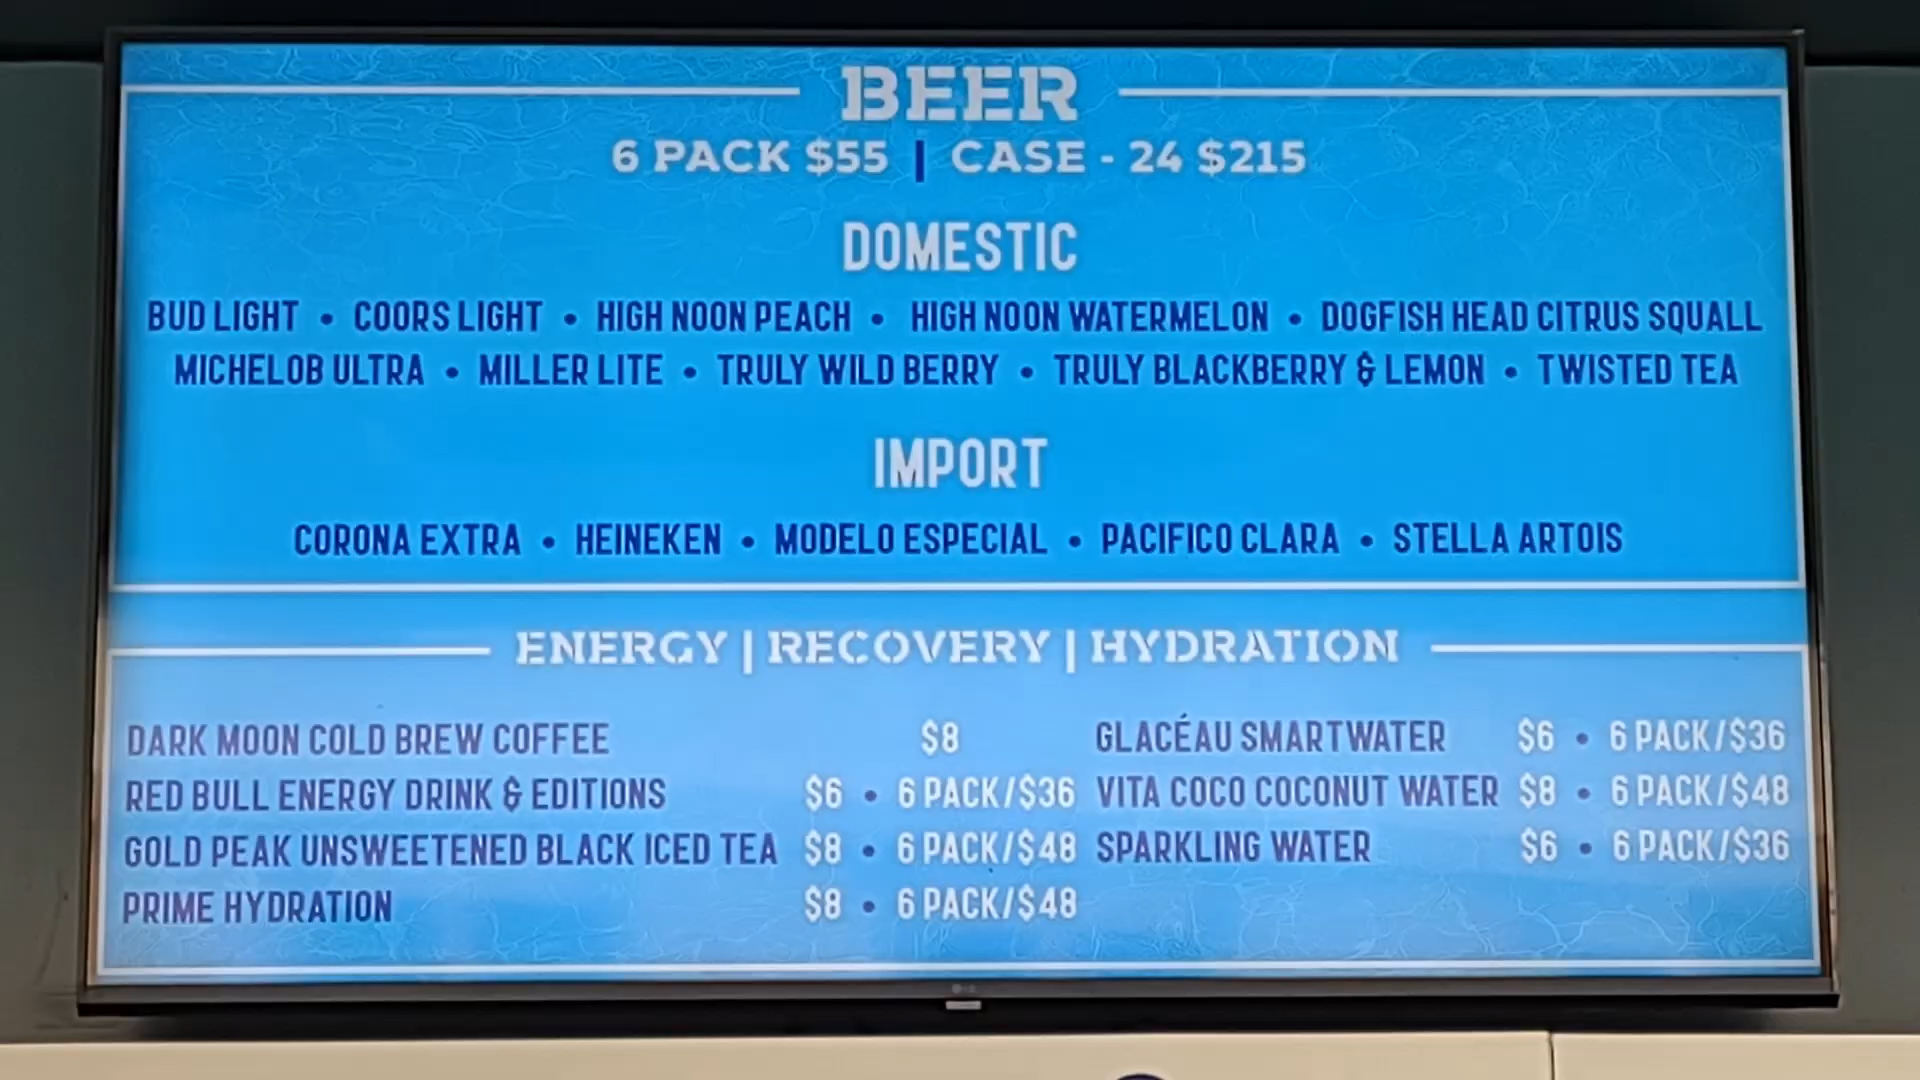 BEER
6 PACK $55 | CASE - 24 $215
DOMESTIC
BUD LIGHT • COORS LIGHT • HIGH NOON PEACH • HIGH NOON WATERMELON • DOGFISH HEAD CITRUS SQUALL
MICHELOB ULTRA • MILLER LITE • TRULY WILD BERRY • TRULY BLACKBERRY & LEMON • TWISTED TEA
IMPORT
CORONA EXTRA • HEINEKEN • MODELO ESPECIAL • PACIFICO CLARA • STELLA ARTOIS
ENERGY | RECOVERY | HYDRATION
DARK MOON COLD BREW COFFEE $8
RED BULL ENERGY DRINK & EDITIONS $6 • 6 PACK/$36
GOLD PEAK UNSWEETENED BLACK ICED TEA $8 • 6 PACK/$48
PRIME HYDRATION $8 • 6 PACK/$48
GLACÉAU SMARTWATER $6 • 6 PACK/$36
VITA COCO COCONUT WATER $8 • 6 PACK/$48
SPARKLING WATER $6 • 6 PACK/$36